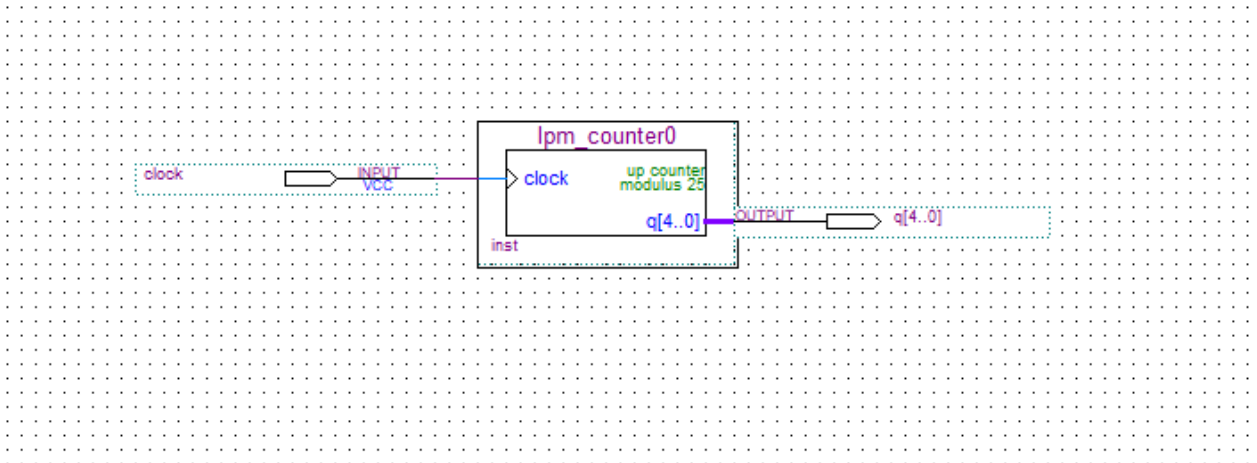 lpm_counter0
clock
INPUT
VCC
clock
up counter
modulus 25
q[4..0]
OUTPUT
q[4..0]
inst